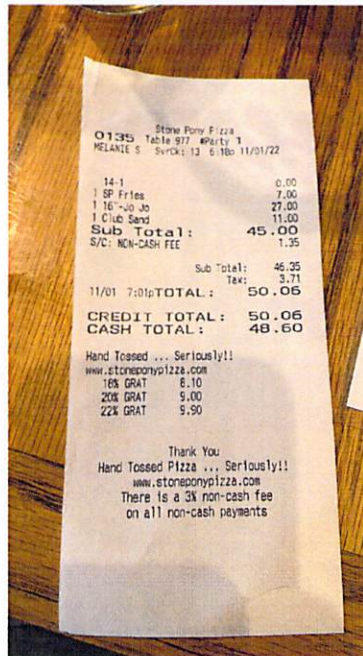 Stone Pony Pizza
0135 Table 977 #Party 1
MELANIE S SvrCk: 13 6:18p 11/01/22
14-1 0.00
1 SP Fries 7.00
1 16"-Jo Jo 27.00
1 Club Sand 11.00
Sub Total: 45.00
S/C: NON-CASH FEE 1.35
Sub Total: 46.35
Tax: 3.71
11/01 7:01pTOTAL: 50.06
CREDIT TOTAL: 50.06
CASH TOTAL: 48.60
Hand Tossed ... Seriously!!
www.stoneponypizza.com
18% GRAT 8.10
20% GRAT 9.00
22% GRAT 9.90
Thank You
Hand Tossed Pizza ... Seriously!!
www.stoneponypizza.com
There is a 3% non-cash fee
on all non-cash payments